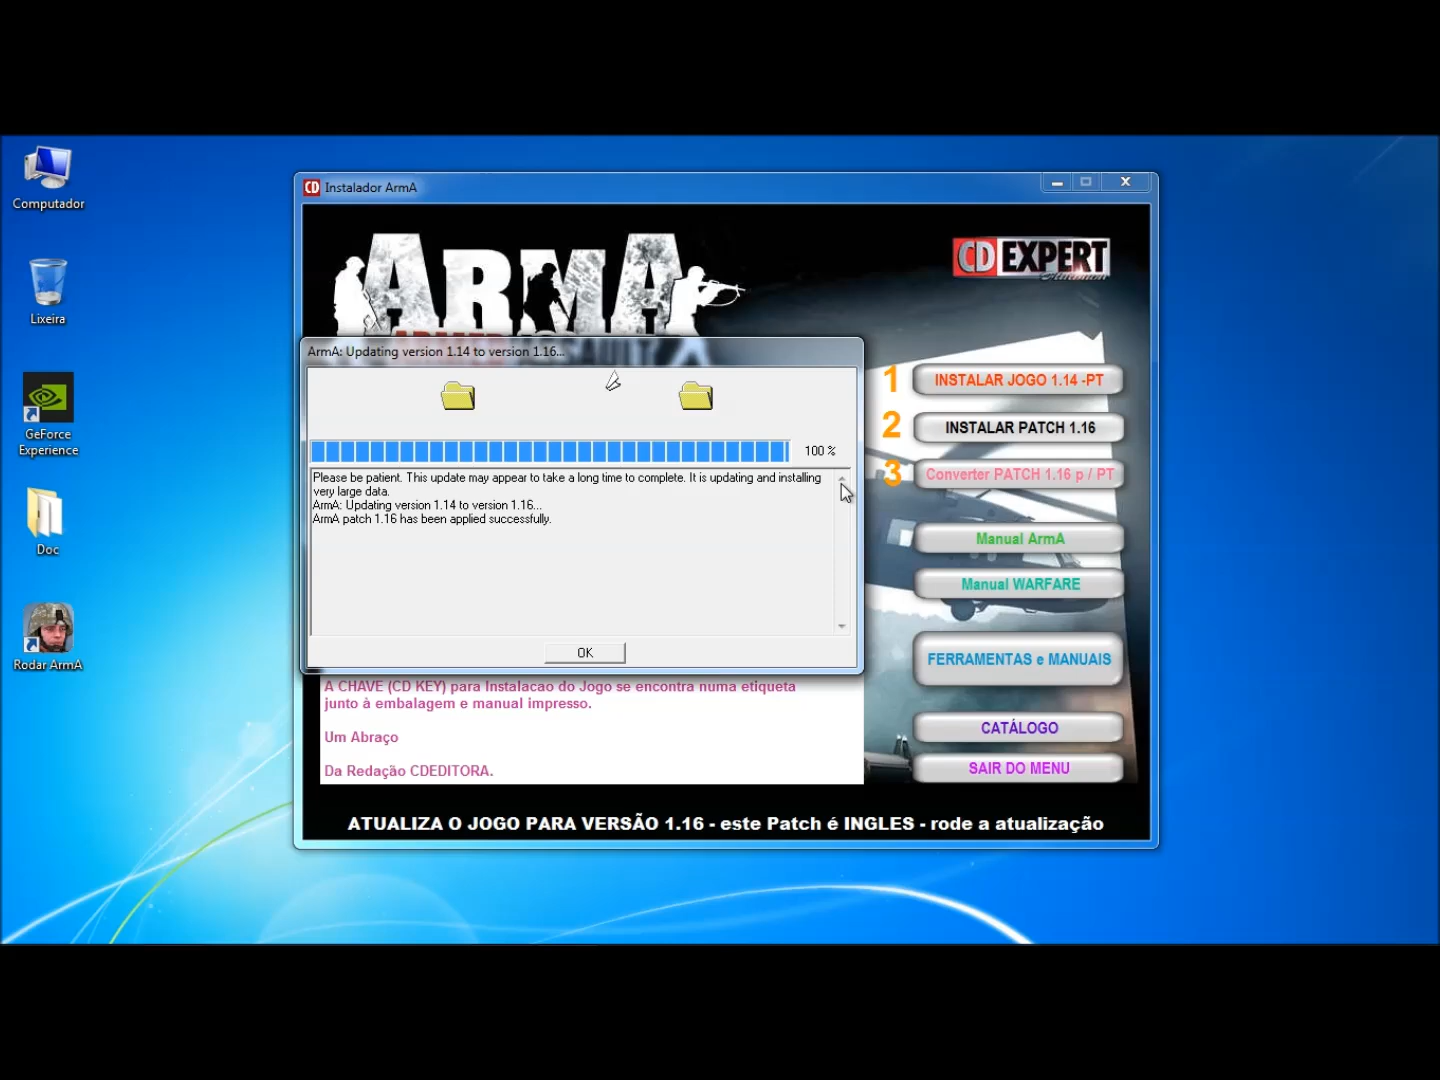 Computador
Lixeira
GeForce
Experience
Doc
Rodar ArmA
CD Instalador ArmA
ARMA
CD EXPERT
ArmA: Updating version 1.14 to version 1.16...
100 %
Please be patient. This update may appear to take a long time to complete. It is updating and installing
very large data.
ArmA: Updating version 1.14 to version 1.16...
ArmA patch 1.16 has been applied successfully.
OK
1 INSTALAR JOGO 1.14 -PT
2 INSTALAR PATCH 1.16
3 Converter PATCH 1.16 p / PT
Manual ArmA
Manual WARFARE
FERRAMENTAS e MANUAIS
CATÁLOGO
SAIR DO MENU
A CHAVE (CD KEY) para Instalacao do Jogo se encontra numa etiqueta
junto à embalagem e manual impresso.
Um Abraço
Da Redação CDEDITORA.
ATUALIZA O JOGO PARA VERSÃO 1.16 - este Patch é INGLES - rode a atualização